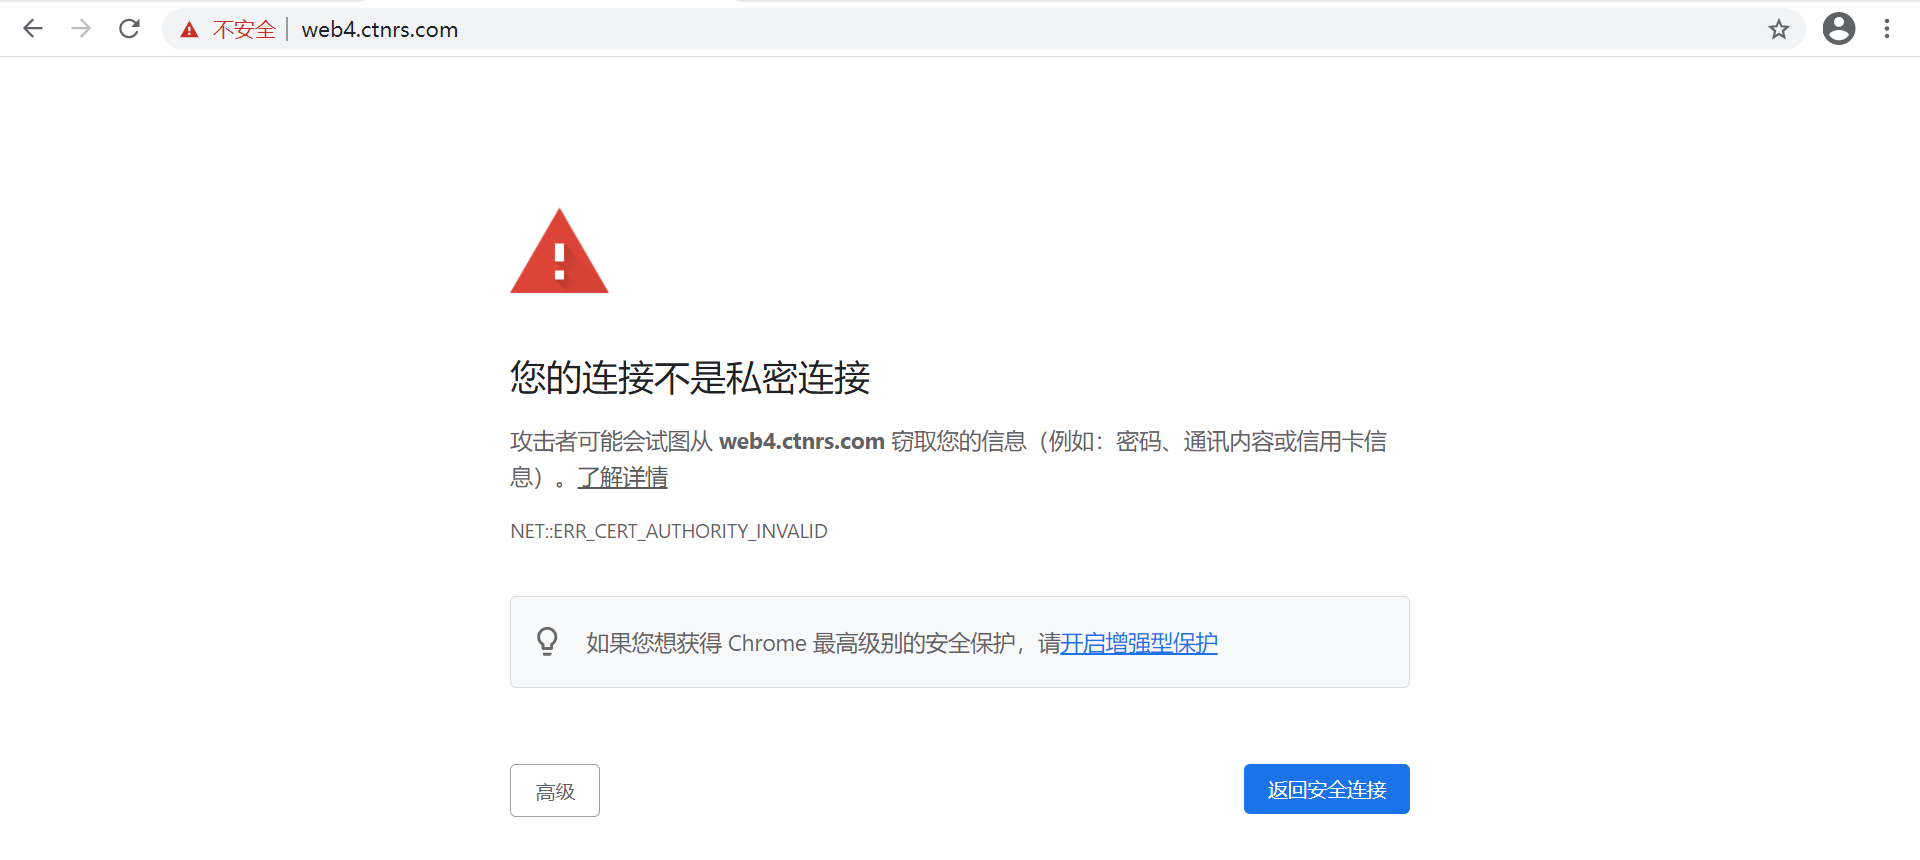 不安全 web4.ctnrs.com
您的连接不是私密连接
攻击者可能会试图从 web4.ctnrs.com 窃取您的信息（例如：密码、通讯内容或信用卡信
息）。了解详情
NET::ERR_CERT_AUTHORITY_INVALID
如果您想获得 Chrome 最高级别的安全保护，请开启增强型保护
高级 返回安全连接